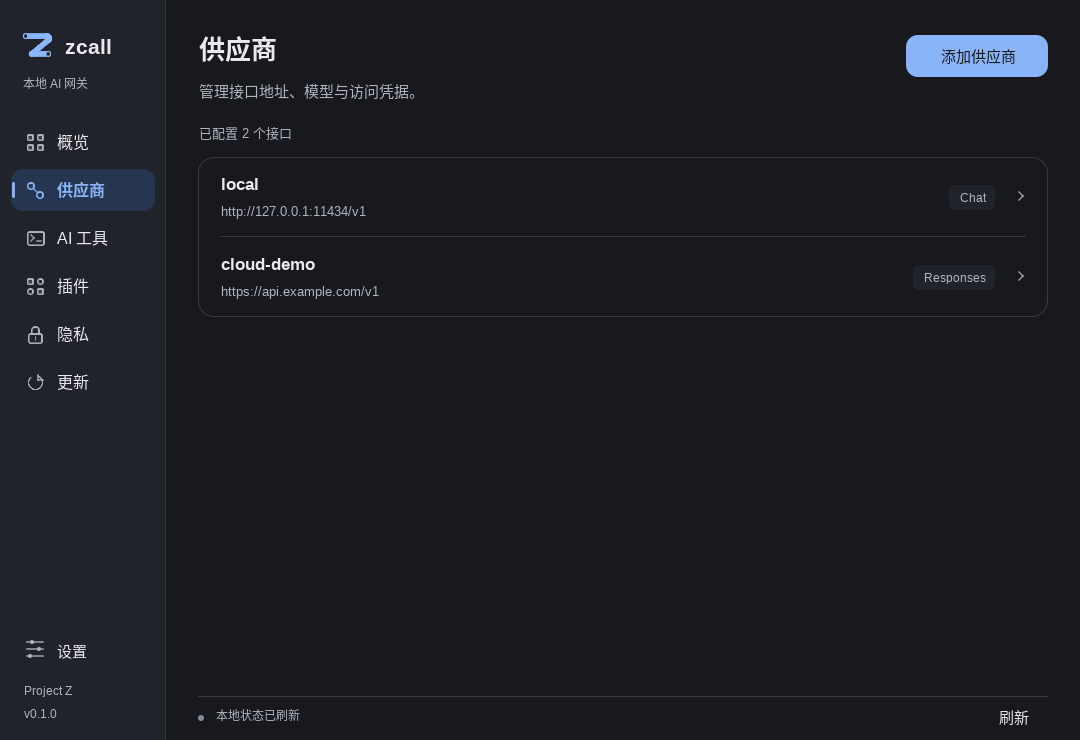 zcall
本地 AI 网关
概览
供应商
AI 工具
插件
隐私
更新
设置
Project Z
v0.1.0
供应商
管理接口地址、模型与访问凭据。
添加供应商
已配置 2 个接口
local
http://127.0.0.1:11434/v1
Chat
cloud-demo
https://api.example.com/v1
Responses
本地状态已刷新
刷新